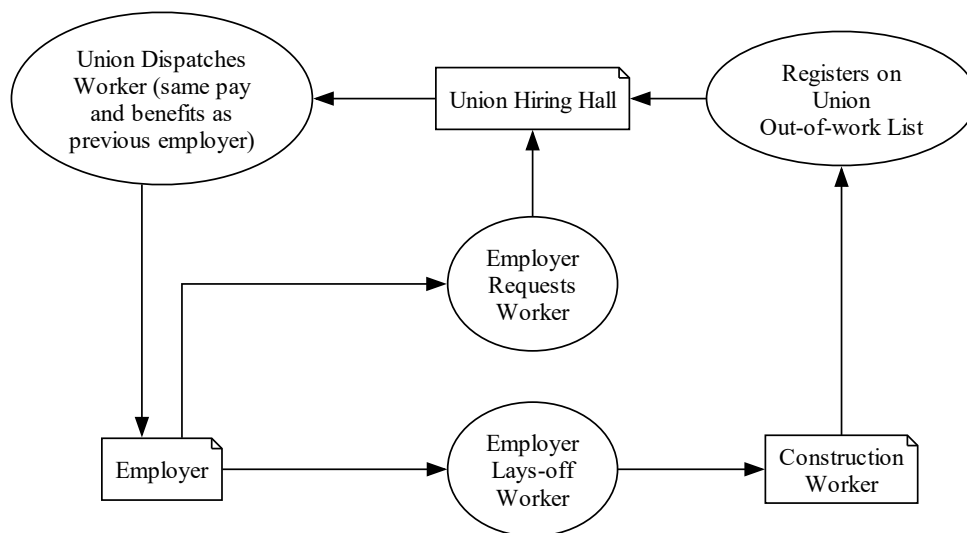 Union Dispatches
Worker (same pay
and benefits as
previous employer)
Union Hiring Hall
Registers on
Union
Out-of-work List
Employer
Requests
Worker
Employer
Employer
Lays-off
Worker
Construction
Worker